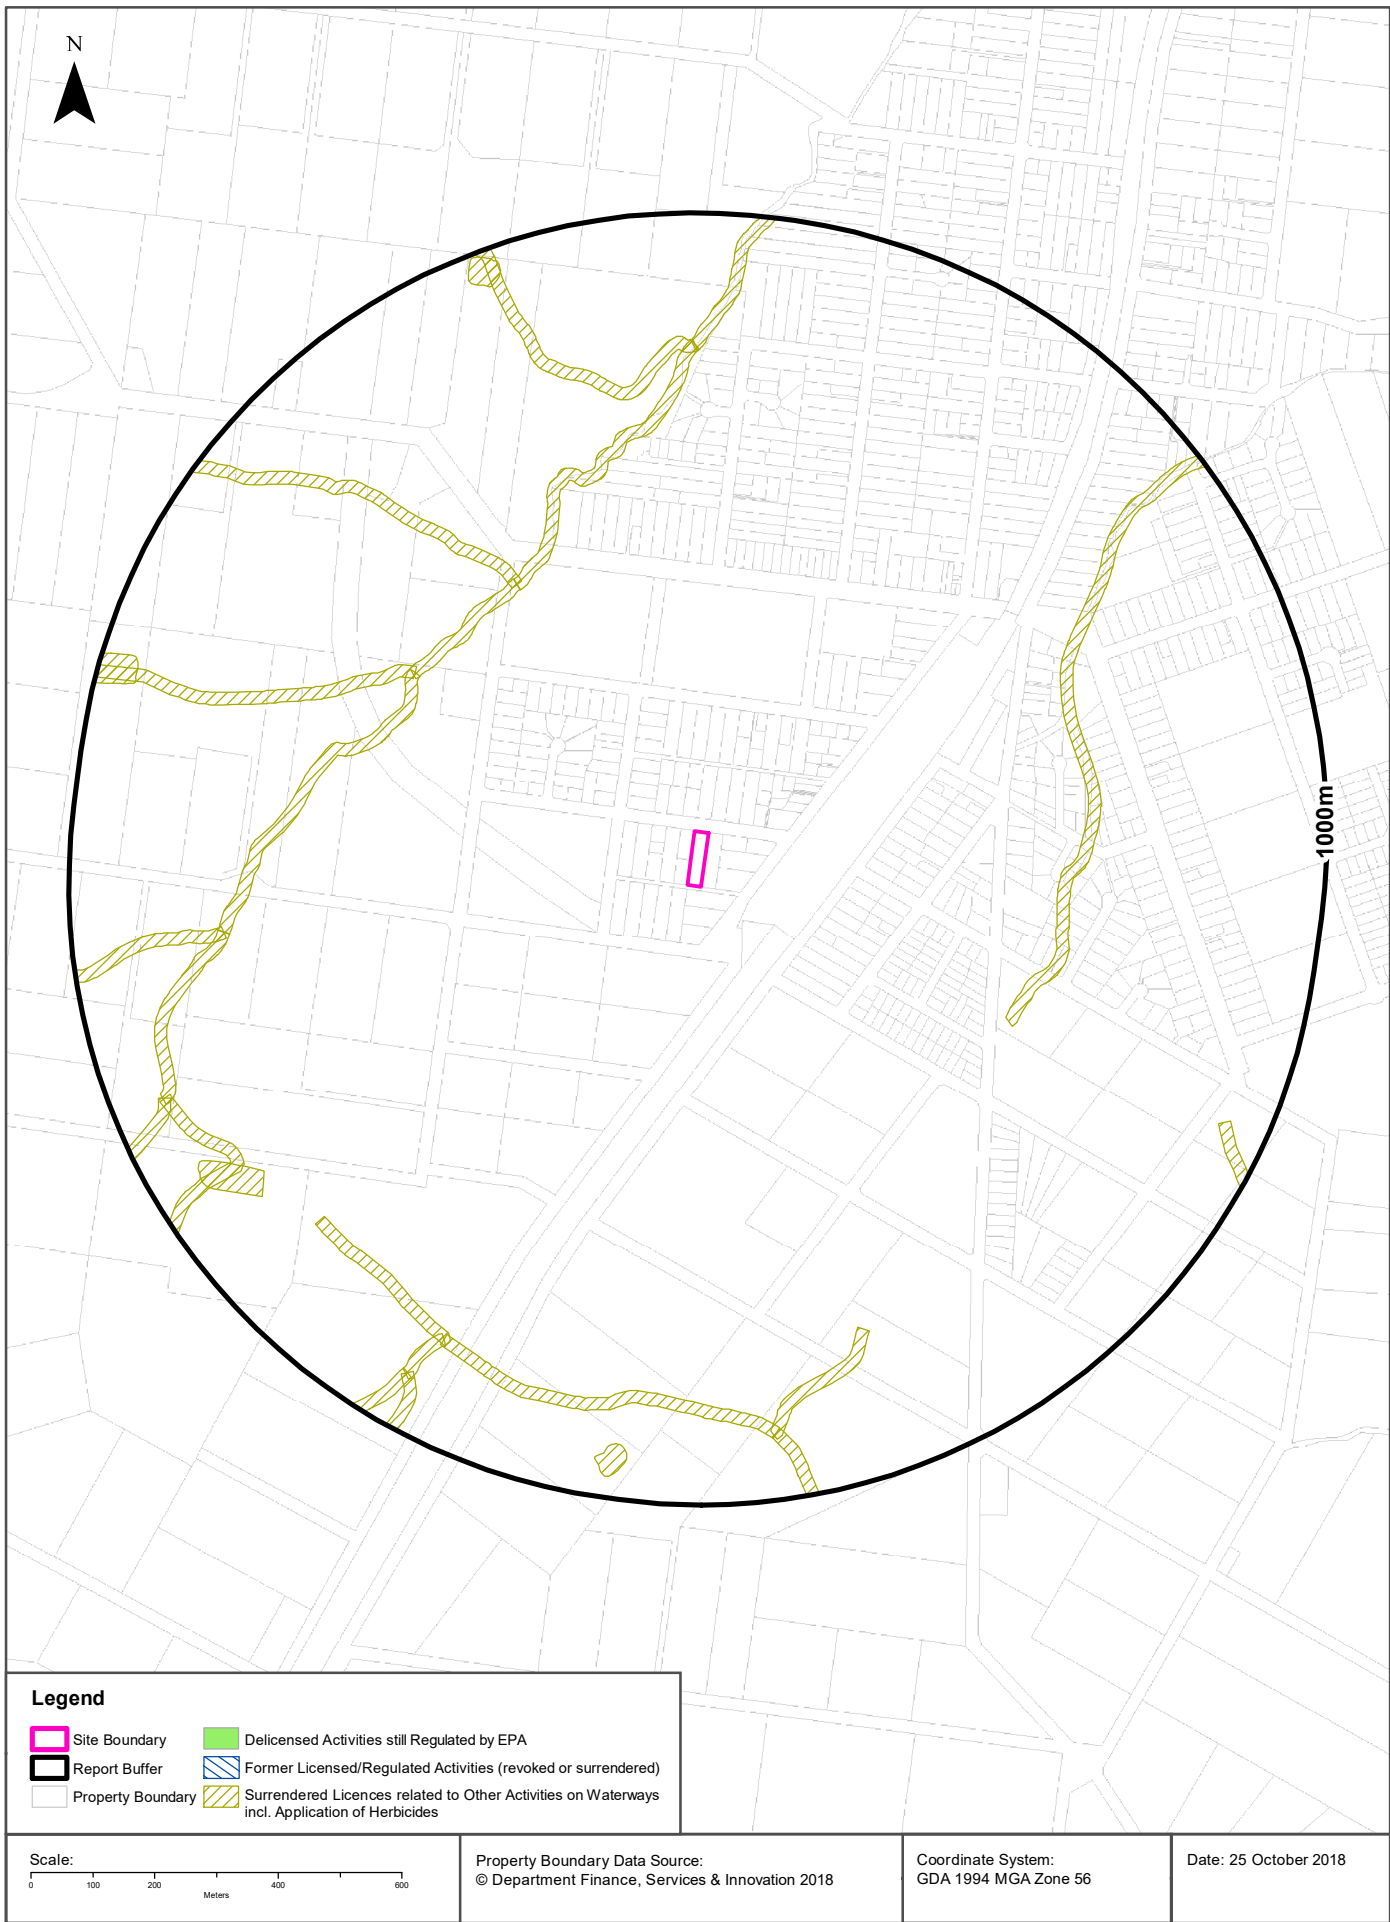 N
1000m
Legend
Site Boundary
Report Buffer
Property Boundary
Delicensed Activities still Regulated by EPA
Former Licensed/Regulated Activities (revoked or surrendered)
Surrendered Licences related to Other Activities on Waterways
incl. Application of Herbicides
Scale:
0 100 200 400 600
Meters
Property Boundary Data Source:
© Department Finance, Services & Innovation 2018
Coordinate System:
GDA 1994 MGA Zone 56
Date: 25 October 2018